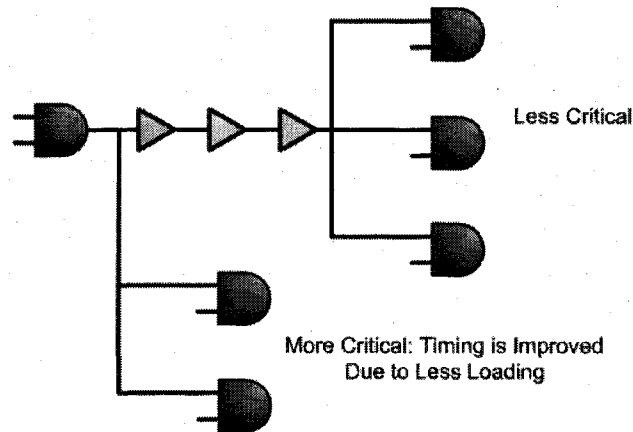 Less Critical
More Critical: Timing is Improved
Due to Less Loading